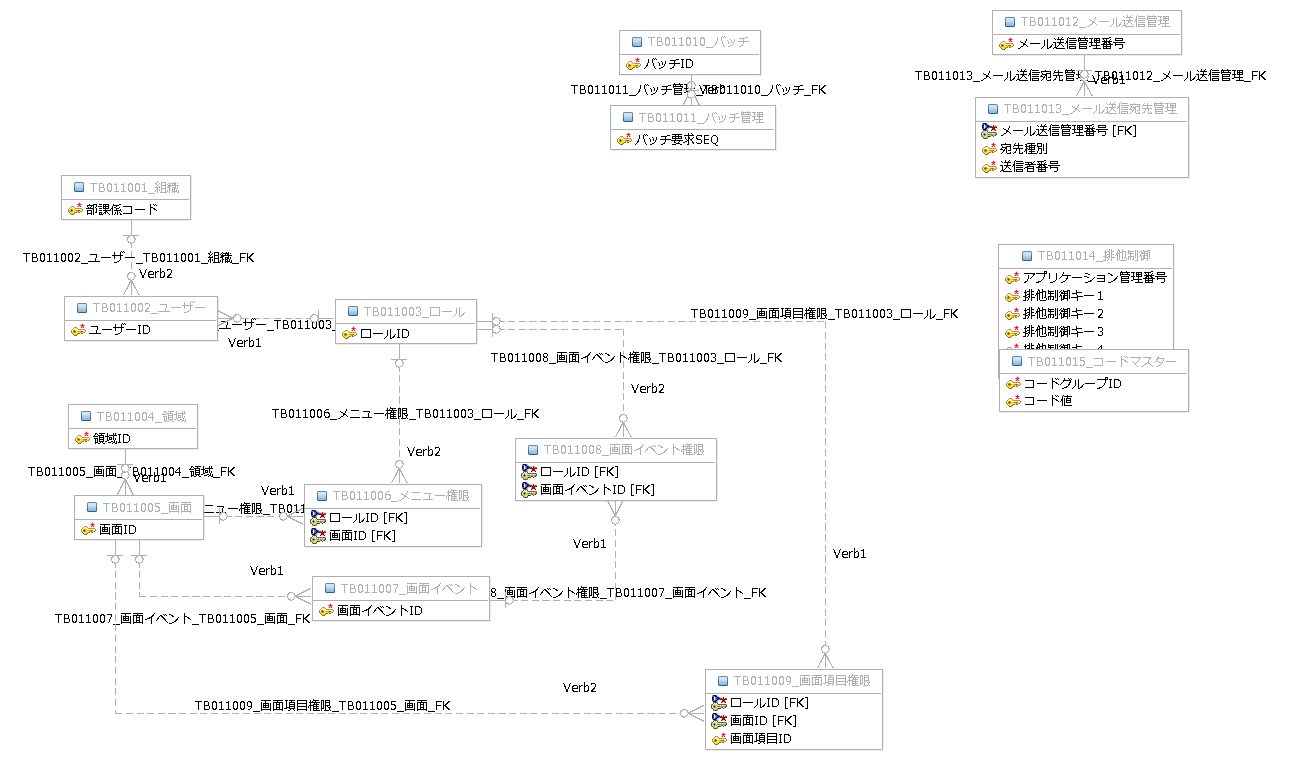 TB011012_メール送信管理
メール送信管理番号
TB011010_バッチ
バッチID
TB011013_メール送信宛先管理_TB011012_メール送信管理_FK
Verb1
TB011011_バッチ管理_TB011010_バッチ_FK
TB011013_メール送信宛先管理
メール送信管理番号 [FK]
宛先種別
送信者番号
TB011011_バッチ管理
バッチ要求SEQ
TB011001_組織
部課係コード
TB011002_ユーザー_TB011001_組織_FK
Verb2
TB011014_排他制御
アプリケーション管理番号
排他制御キー1
排他制御キー2
排他制御キー3
TB011002_ユーザー
ユーザーID
ユーザー_TB011003_
Verb1
TB011003_ロール
ロールID
TB011009_画面項目権限_TB011003_ロール_FK
TB011008_画面イベント権限_TB011003_ロール_FK
Verb2
TB011015_コードマスター
コードグループID
コード値
TB011006_メニュー権限_TB011003_ロール_FK
Verb2
TB011004_領域
領域ID
TB011005_画面_TB011004_領域_FK
Verb1
TB011008_画面イベント権限
ロールID [FK]
画面イベントID [FK]
TB011005_画面
画面ID
Verb1
ニュー権限_TB011
TB011006_メニュー権限
ロールID [FK]
画面ID [FK]
Verb1
Verb1
Verb1
TB011007_画面イベント
画面イベントID
8_画面イベント権限_TB011007_画面イベント_FK
TB011007_画面イベント_TB011005_画面_FK
Verb2
TB011009_画面項目権限_TB011005_画面_FK
TB011009_画面項目権限
ロールID [FK]
画面ID [FK]
画面項目ID